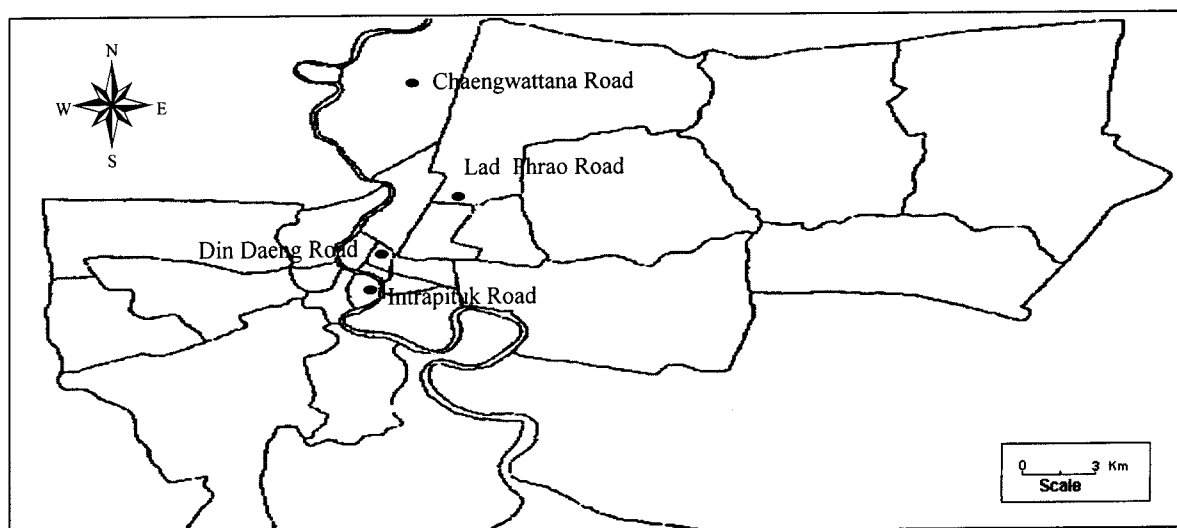 N
W E
S
Chaengwattana Road
Lad Phrao Road
Din Daeng Road
Intrapituk Road
0 3 Km
Scale